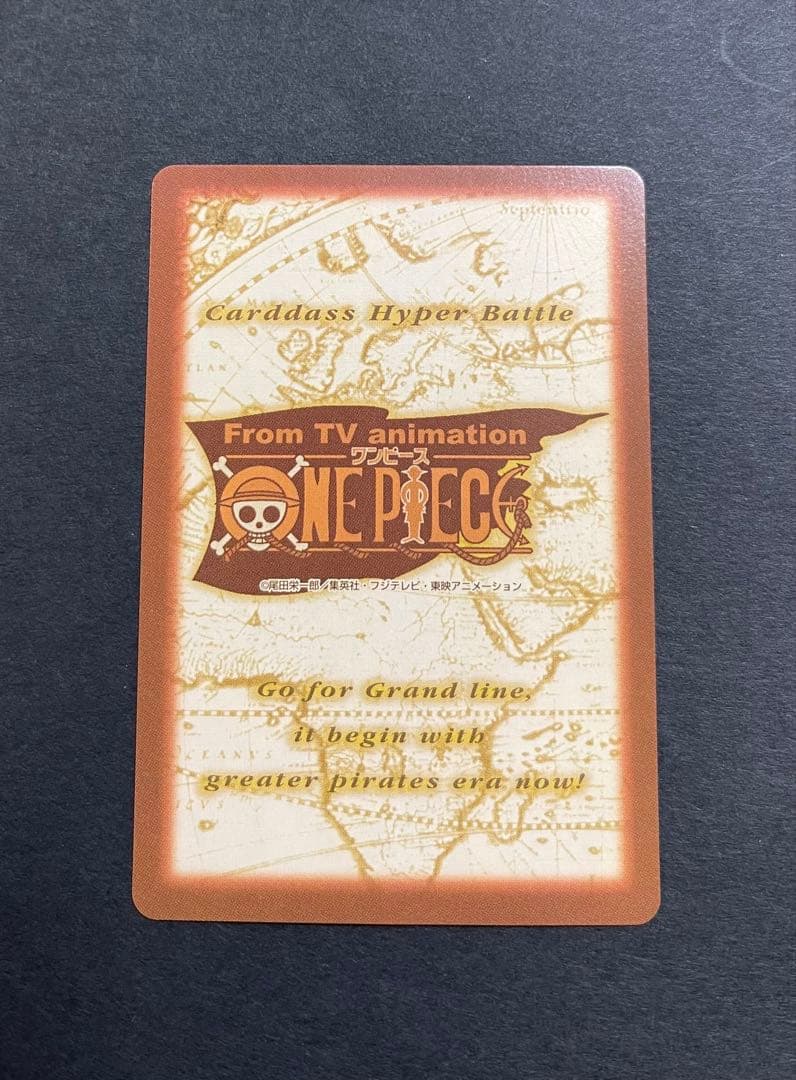 Septentrio
Carddass Hyper Battle
From TV animation
ワンピース
ONE PIECE
©尾田栄一郎/集英社・フジテレビ・東映アニメーション
Go for Grand line,
it begin with
greater pirates era now!